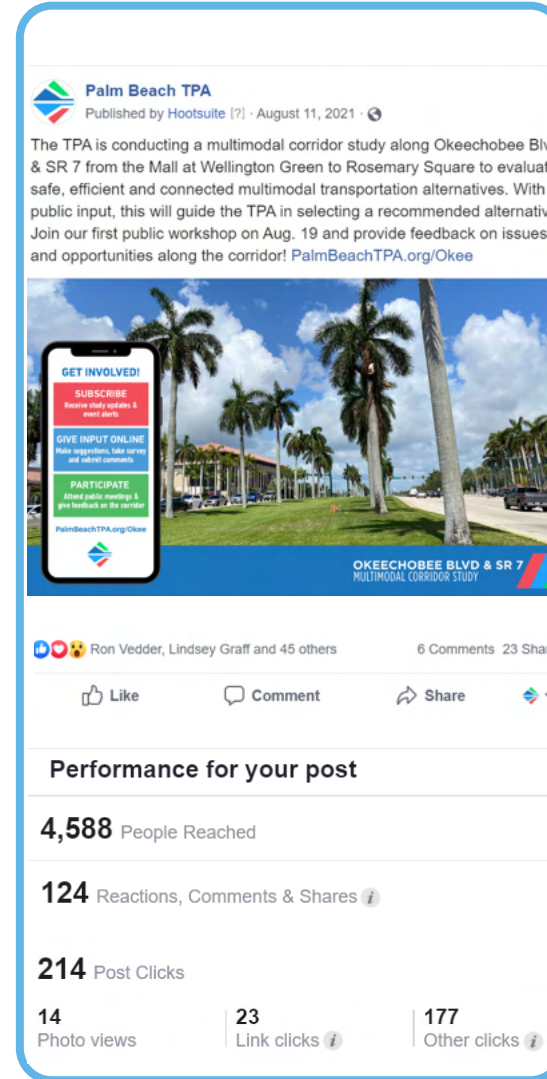 Palm Beach TPA
Published by Hootsuite [?] · August 11, 2021 ·
The TPA is conducting a multimodal corridor study along Okeechobee Blv
& SR 7 from the Mall at Wellington Green to Rosemary Square to evaluat
safe, efficient and connected multimodal transportation alternatives. With
public input, this will guide the TPA in selecting a recommended alternativ
Join our first public workshop on Aug. 19 and provide feedback on issues
and opportunities along the corridor! PalmBeachTPA.org/Okee
GET INVOLVED!
SUBSCRIBE
Receive study updates &
event alerts
GIVE INPUT ONLINE
Make suggestions, take survey
and submit comments
PARTICIPATE
Attend public meetings &
give feedback on the corridor
PalmBeachTPA.org/Okee
OKEECHOBEE BLVD & SR 7
MULTIMODAL CORRIDOR STUDY
Ron Vedder, Lindsey Graff and 45 others 6 Comments 23 Shar
Like Comment Share
Performance for your post
4,588 People Reached
124 Reactions, Comments & Shares i
214 Post Clicks
14 23 177
Photo views Link clicks i Other clicks i